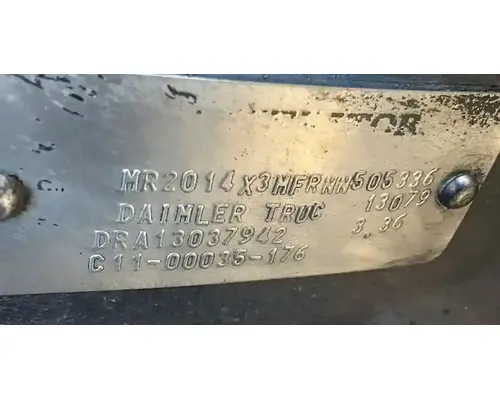 MR2014X3MFRNN505336
DAIMLER TRUC 13079
DRA13037942 3.36
C11-00035-176